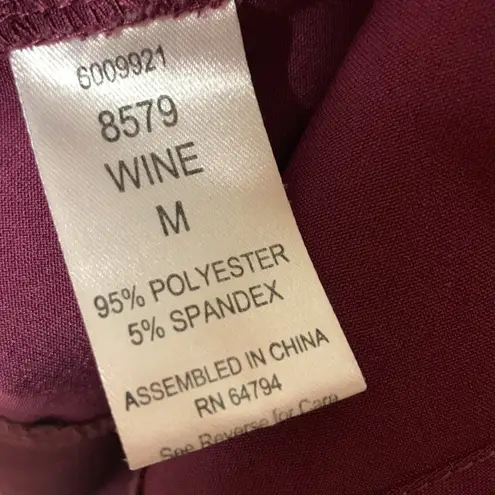 6009921
8579
WINE
M
95% POLYESTER
5% SPANDEX
ASSEMBLED IN CHINA
RN 64794
See Reverse for Care